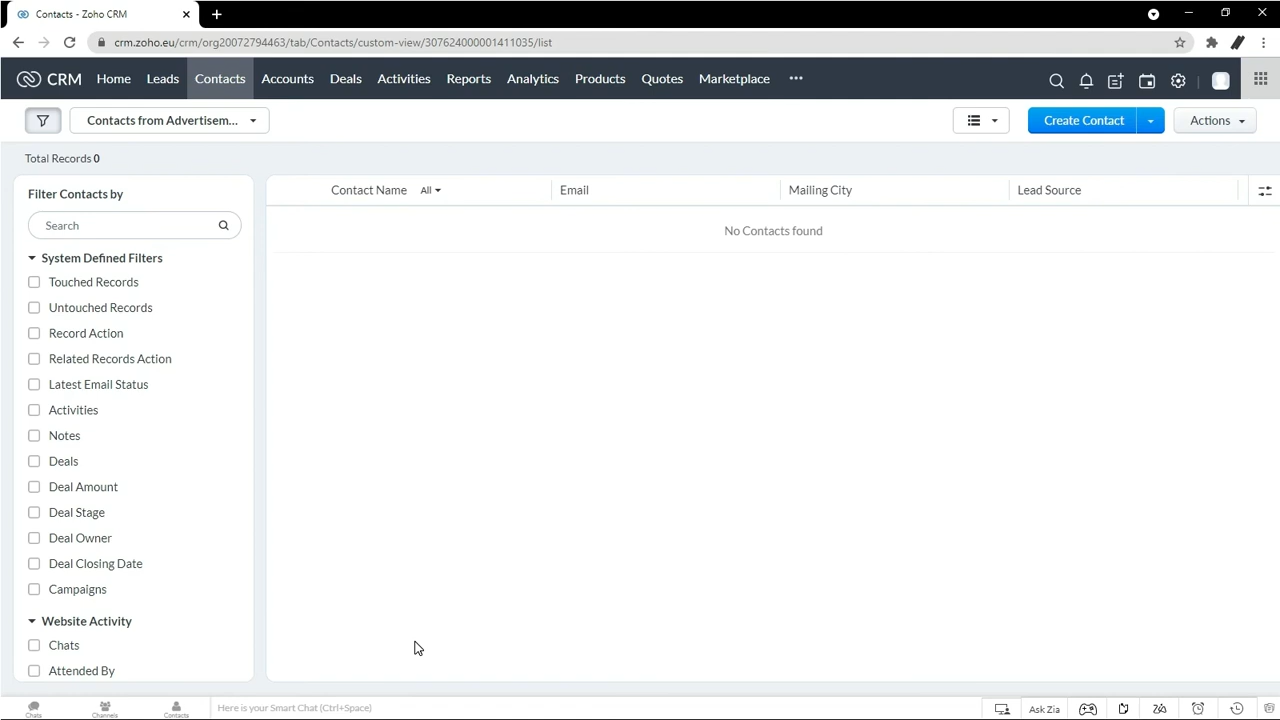 Contacts - Zoho CRM
crm.zoho.eu/crm/org20072794463/tab/Contacts/custom-view/307624000001411035/list
CRM Home Leads Contacts Accounts Deals Activities Reports Analytics Products Quotes Marketplace
Contacts from Advertisem... Create Contact Actions
Total Records 0
Filter Contacts by
Contact Name All Email Mailing City Lead Source
Search
No Contacts found
System Defined Filters
Touched Records
Untouched Records
Record Action
Related Records Action
Latest Email Status
Activities
Notes
Deals
Deal Amount
Deal Stage
Deal Owner
Deal Closing Date
Campaigns
Website Activity
Chats
Attended By
Chats Channels Contacts Here is your Smart Chat (Ctrl+Space) Ask Zia